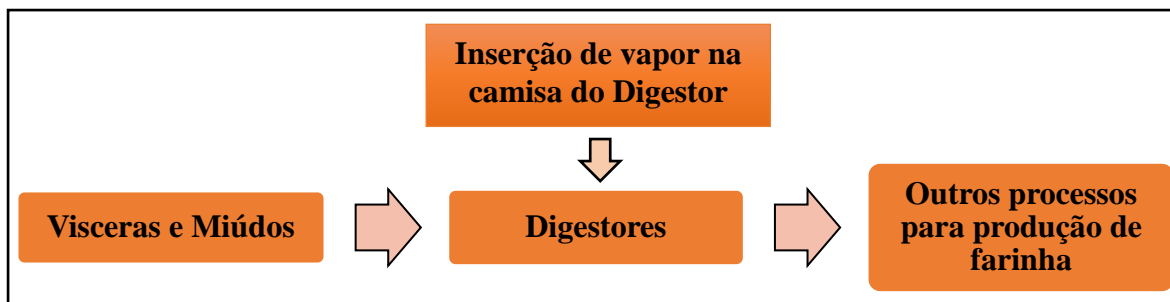 Inserção de vapor na
camisa do Digestor
Visceras e Miúdos
Digestores
Outros processos
para produção de
farinha